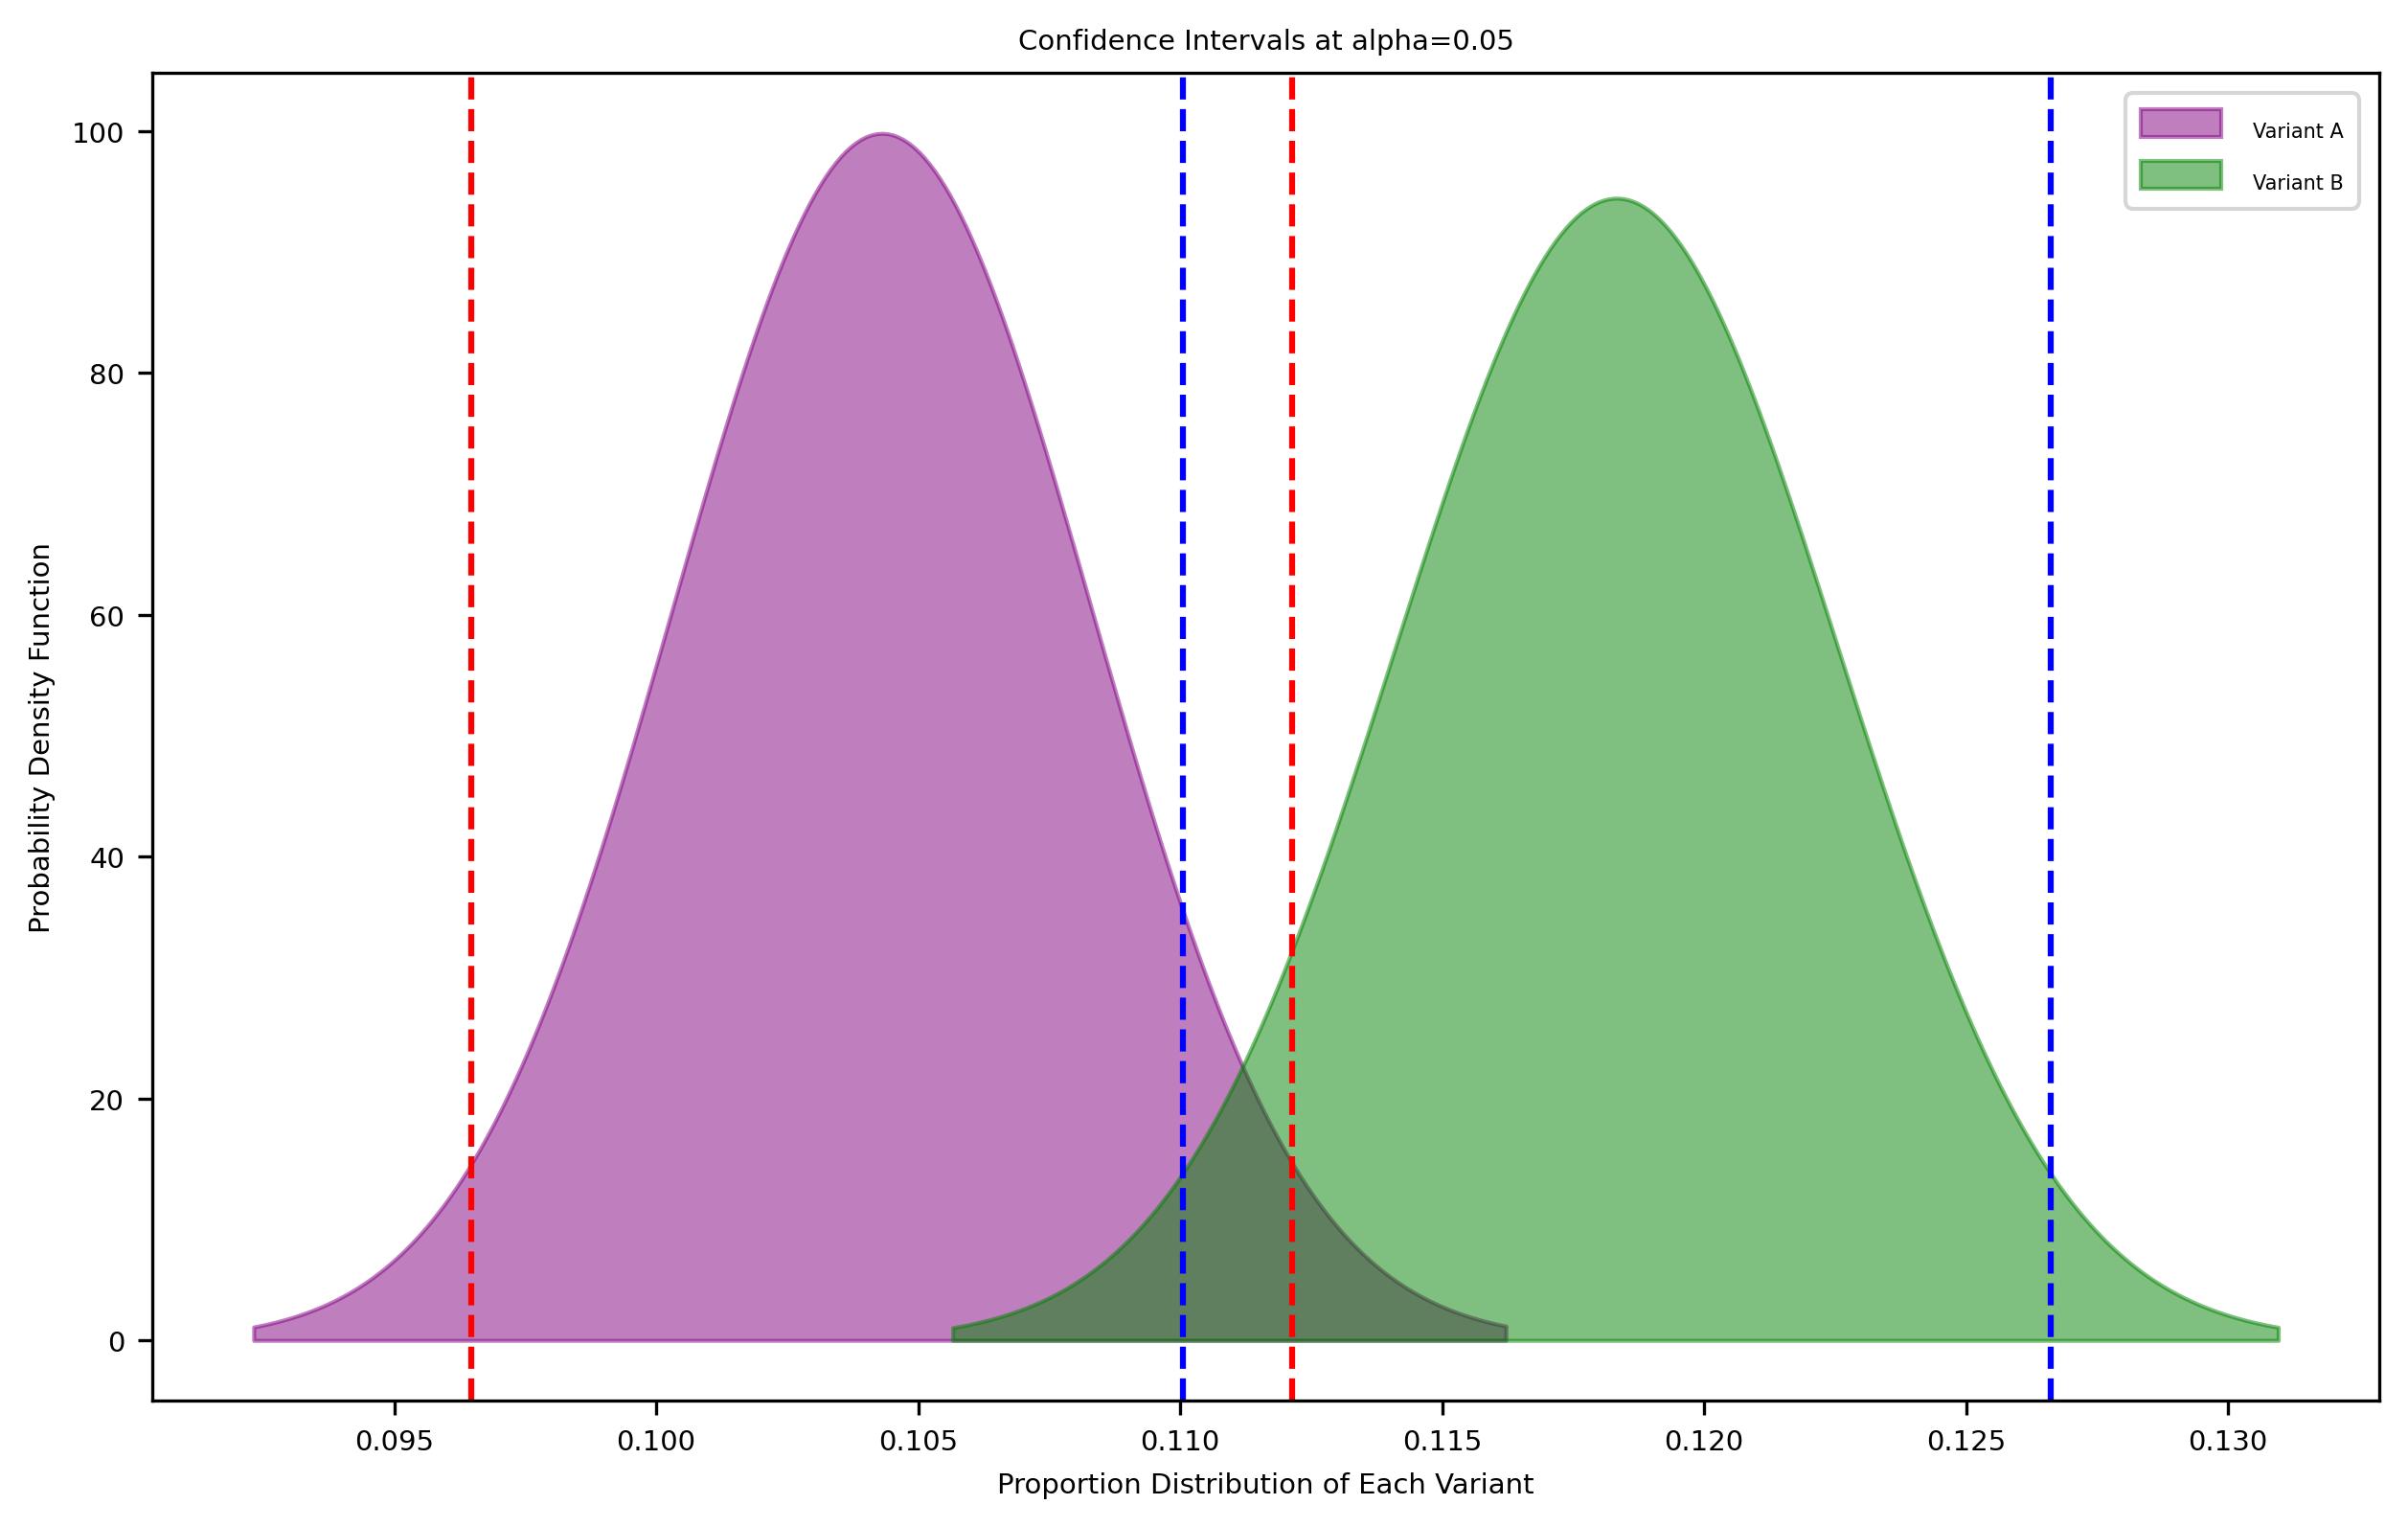 Confidence Intervals at alpha=0.05
Variant A
Variant B
Probability Density Function
100
80
60
40
20
0
0.095 0.100 0.105 0.110 0.115 0.120 0.125 0.130
Proportion Distribution of Each Variant